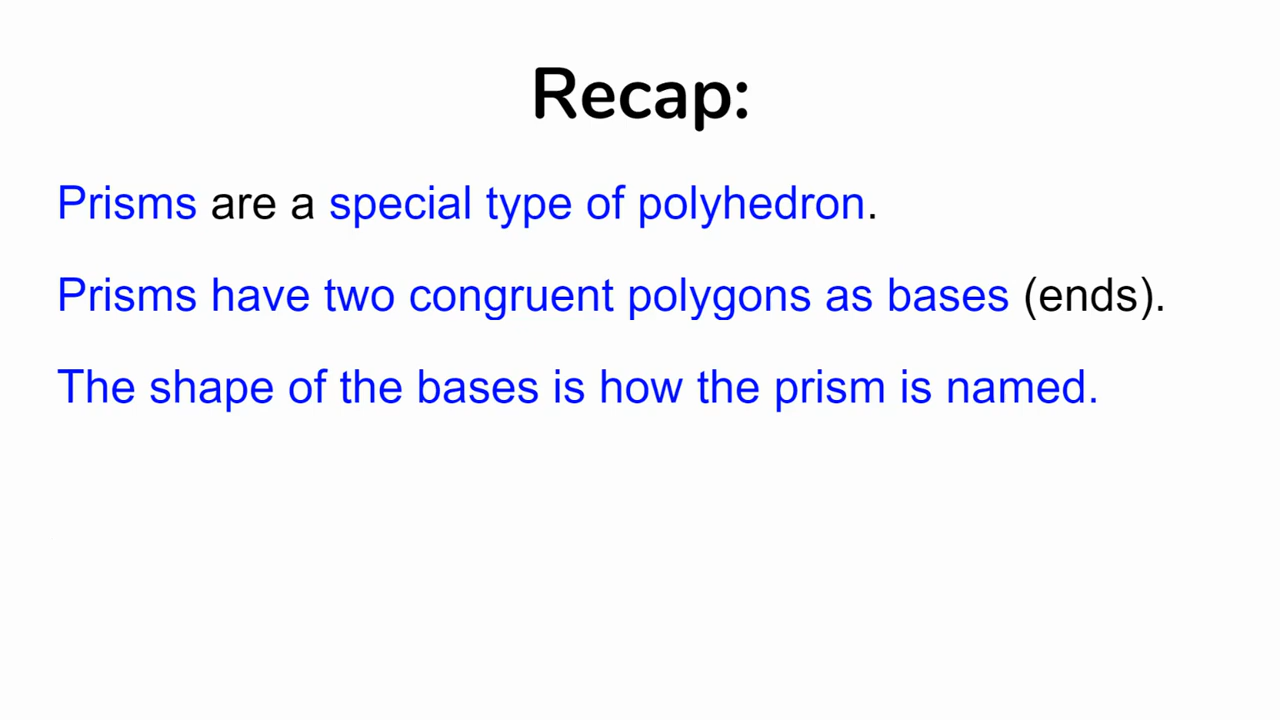 Recap:
Prisms are a special type of polyhedron.
Prisms have two congruent polygons as bases (ends).
The shape of the bases is how the prism is named.